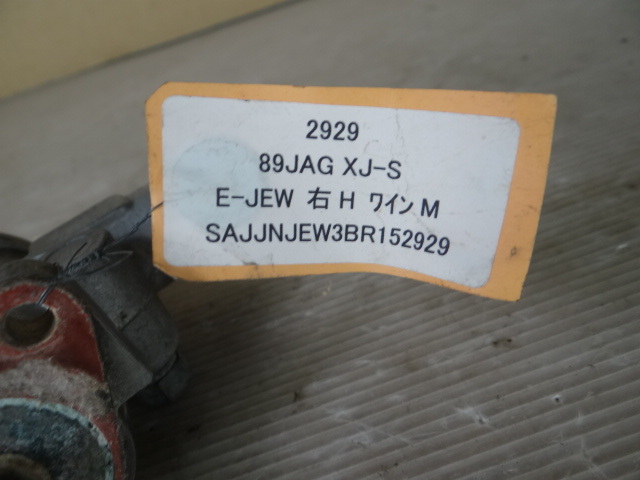 2929
89JAG XJ-S
E-JEW 右 H ワイン M
SAJJNJEW3BR152929